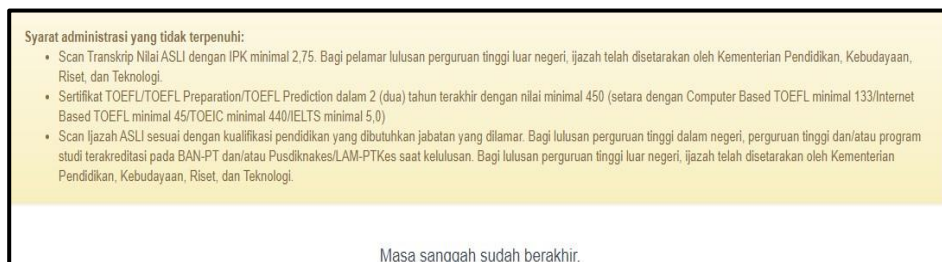 Syarat administrasi yang tidak terpenuhi:
• Scan Transkrip Nilai ASLI dengan IPK minimal 2,75. Bagi pelamar lulusan perguruan tinggi luar negeri, ijazah telah disetarakan oleh Kementerian Pendidikan, Kebudayaan,
Riset, dan Teknologi.
• Sertifikat TOEFL/TOEFL Preparation/TOEFL Prediction dalam 2 (dua) tahun terakhir dengan nilai minimal 450 (setara dengan Computer Based TOEFL minimal 133/Internet
Based TOEFL minimal 45/TOEIC minimal 440/IELTS minimal 5,0)
• Scan Ijazah ASLI sesuai dengan kualifikasi pendidikan yang dibutuhkan jabatan yang dilamar. Bagi lulusan perguruan tinggi dalam negeri, perguruan tinggi dan/atau program
studi terakreditasi pada BAN-PT dan/atau Pusdiknakes/LAM-PTKes saat kelulusan. Bagi lulusan perguruan tinggi luar negeri, ijazah telah disetarakan oleh Kementerian
Pendidikan, Kebudayaan, Riset, dan Teknologi.
Masa sanggah sudah berakhir.